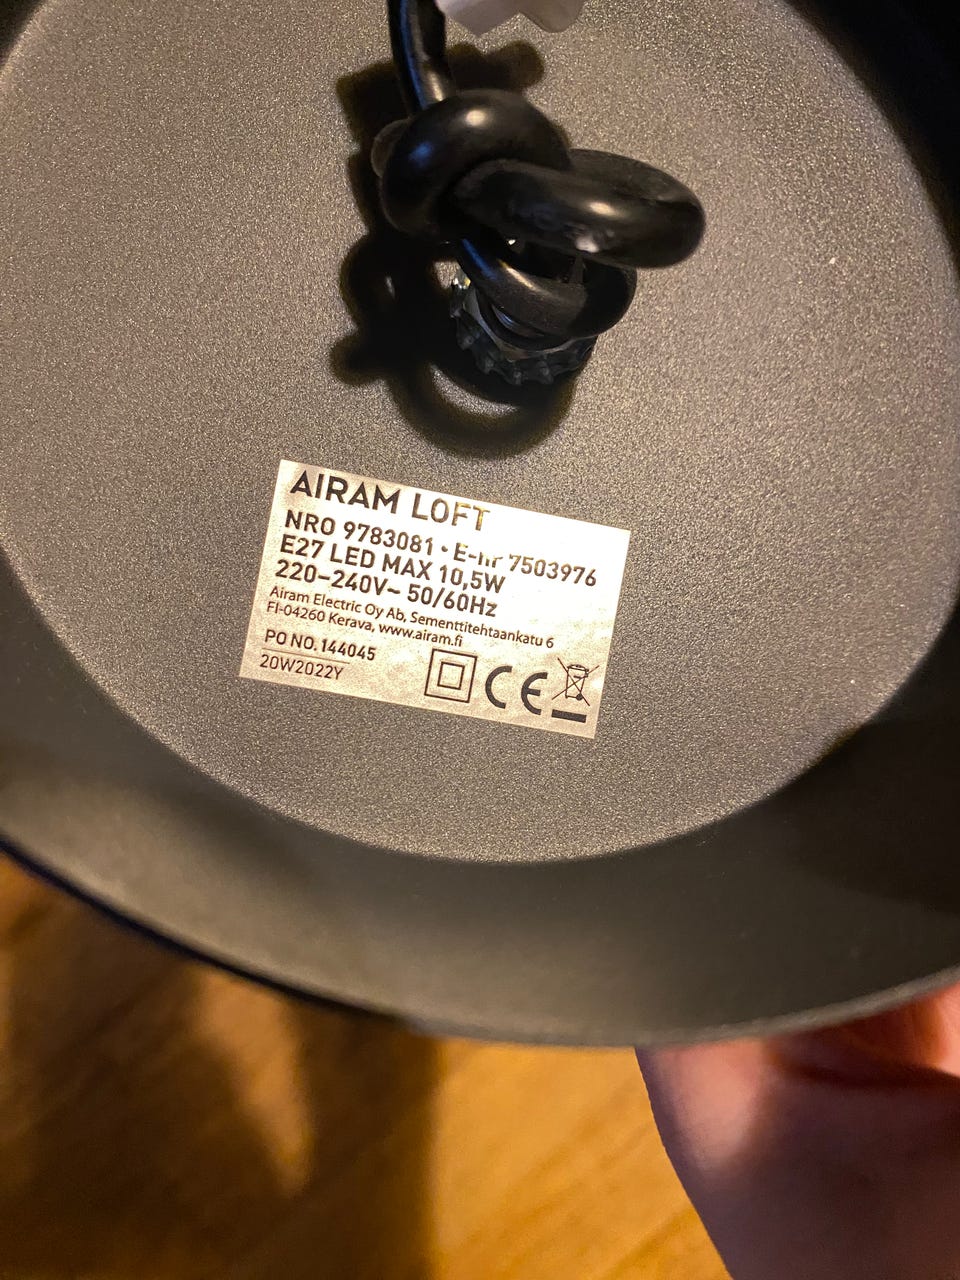 AIRAM LOFT
NRO 9783081 • E-nr 7503976
E27 LED MAX 10,5W
220–240V~ 50/60Hz
Airam Electric Oy Ab, Sementtitehtaankatu 6
FI-04260 Kerava, www.airam.fi
PO NO. 144045
20W2022Y
CE